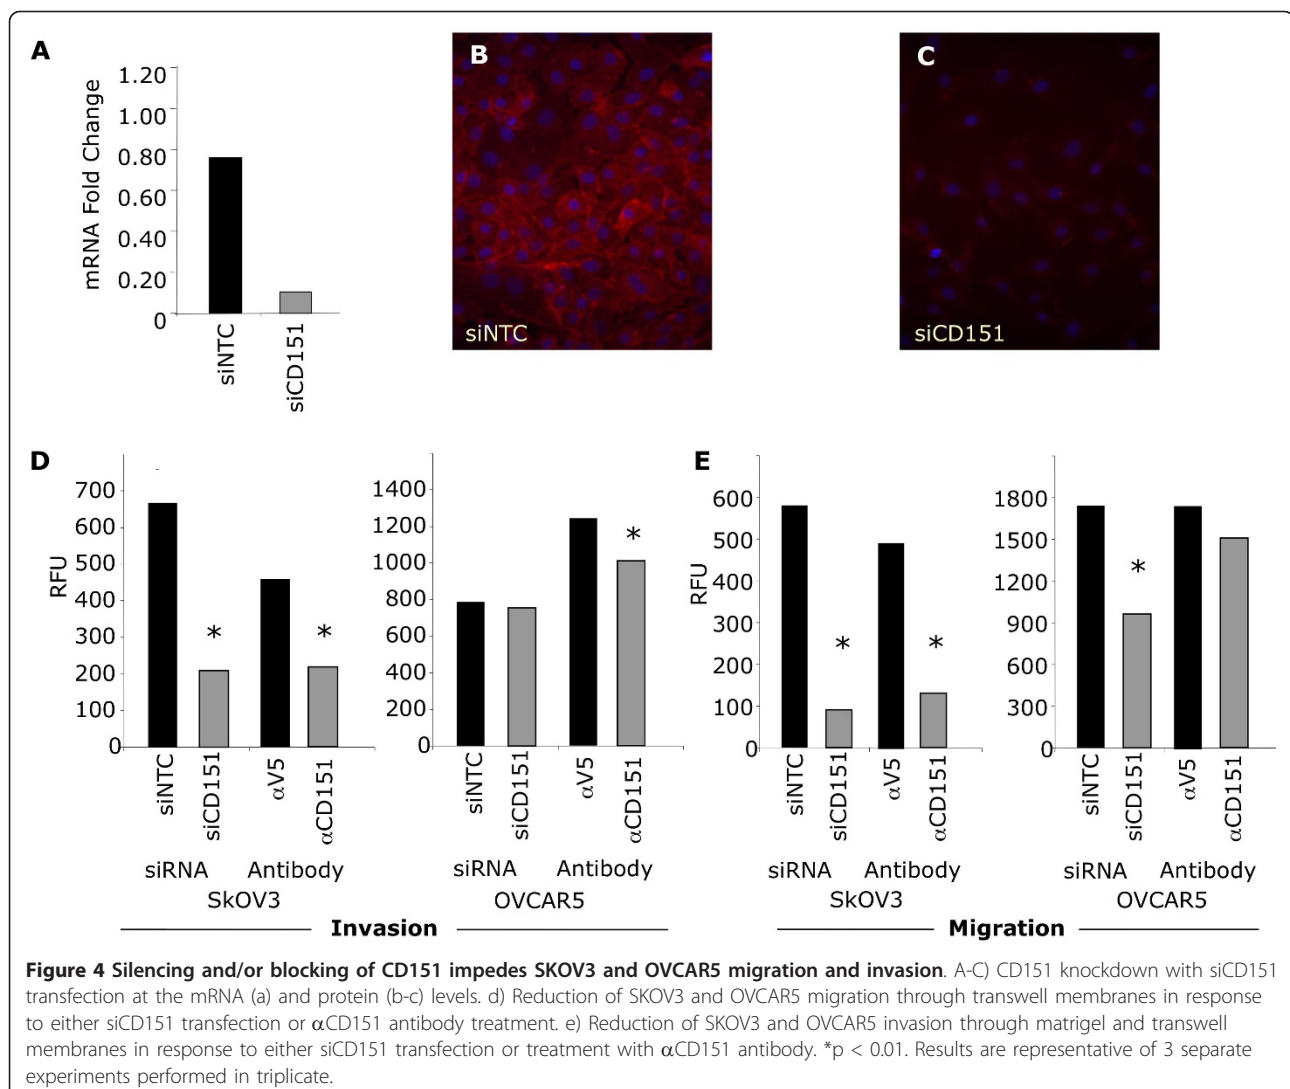 A
mRNA Fold Change
1.20
1.00
0.80
0.60
0.40
0.20
0
siNTC
siCD151
B
siNTC
C
siCD151
D
RFU
700
600
500
400
300
200
100
0
*
*
siNTC
siCD151
αV5
αCD151
siRNA Antibody
SkOV3
1400
1200
1000
800
600
400
200
0
*
siNTC
siCD151
αV5
αCD151
siRNA Antibody
OVCAR5
Invasion
E
RFU
600
500
400
300
200
100
0
*
*
siNTC
siCD151
αV5
αCD151
siRNA Antibody
SkOV3
1800
1500
1200
900
600
300
0
*
siNTC
siCD151
αV5
αCD151
siRNA Antibody
OVCAR5
Migration
Figure 4 Silencing and/or blocking of CD151 impedes SKOV3 and OVCAR5 migration and invasion. A-C) CD151 knockdown with siCD151
transfection at the mRNA (a) and protein (b-c) levels. d) Reduction of SKOV3 and OVCAR5 migration through transwell membranes in response
to either siCD151 transfection or αCD151 antibody treatment. e) Reduction of SKOV3 and OVCAR5 invasion through matrigel and transwell
membranes in response to either siCD151 transfection or treatment with αCD151 antibody. *p < 0.01. Results are representative of 3 separate
experiments performed in triplicate.